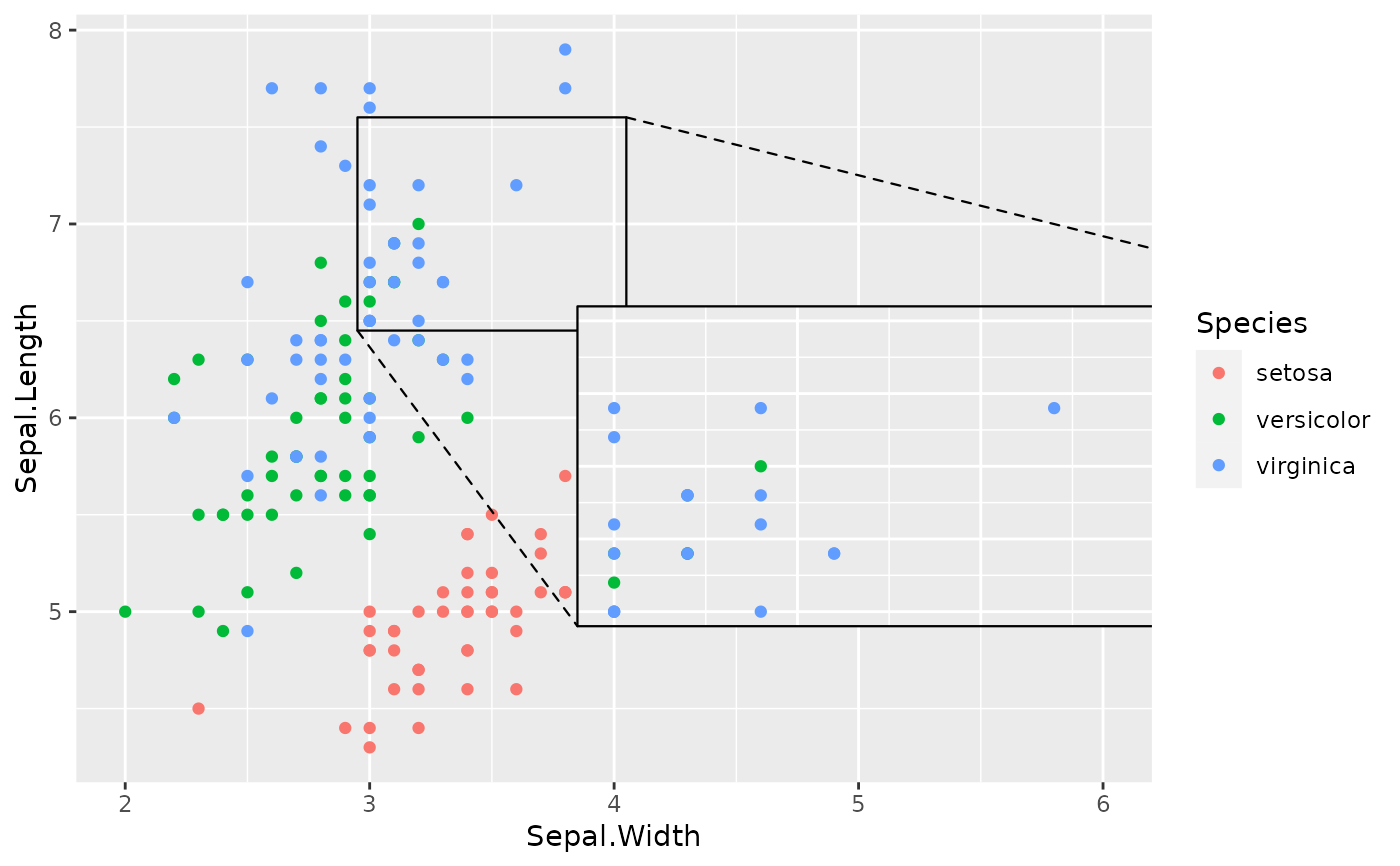 8
7
6
5
2 3 4 5 6
Sepal.Width
Sepal.Length
Species
setosa
versicolor
virginica